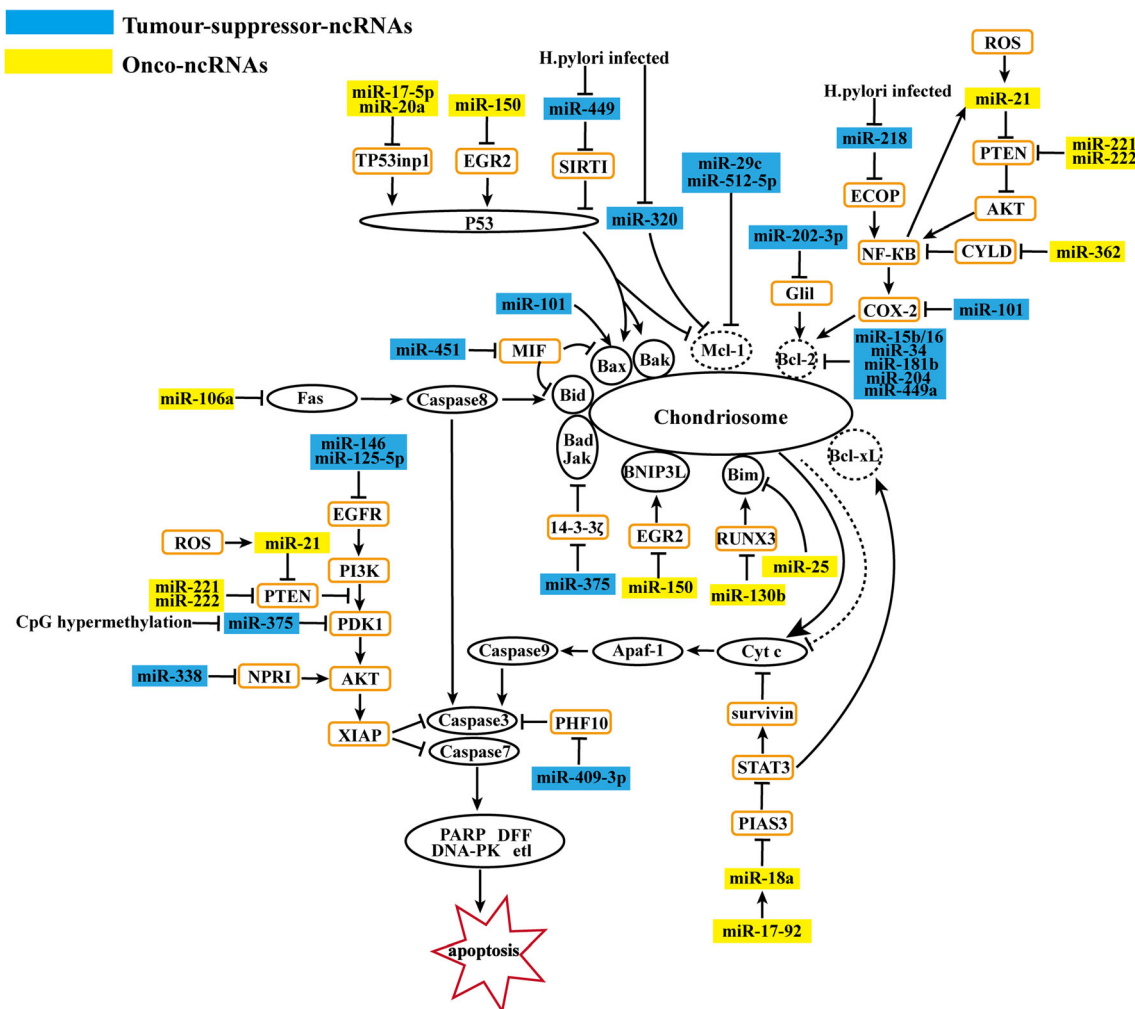 Tumour-suppressor-ncRNAs
Onco-ncRNAs
miR-17-5p
miR-20a
miR-150
H.pylori infected
miR-449
TP53inp1
EGR2
SIRTI
P53
miR-320
miR-29c
miR-512-5p
H.pylori infected
miR-218
ECOP
ROS
miR-21
PTEN
miR-221
miR-222
AKT
NF-KB
CYLD
miR-362
miR-202-3p
Glil
COX-2
miR-101
miR-15b/16
miR-34
miR-181b
miR-204
miR-449a
miR-101
miR-451
MIF
Bax
Bak
Mcl-1
Bcl-2
miR-106a
Fas
Caspase8
Bid
Chondriosome
Bad
Jak
BNIP3L
Bim
Bcl-xL
miR-146
miR-125-5p
EGFR
ROS
miR-21
PI3K
miR-221
miR-222
PTEN
CpG hypermethylation
miR-375
PDK1
miR-338
NPRI
AKT
XIAP
14-3-3ζ
miR-375
EGR2
miR-150
RUNX3
miR-130b
miR-25
Caspase9
Apaf-1
Cyt c
Caspase3
Caspase7
PHF10
miR-409-3p
survivin
STAT3
PIAS3
miR-18a
miR-17-92
PARP DFF
DNA-PK etl
apoptosis